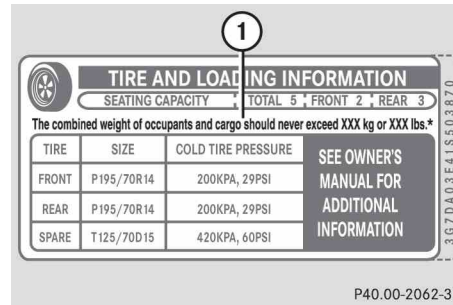 1
TIRE AND LOADING INFORMATION
SEATING CAPACITY TOTAL 5 FRONT 2 REAR 3
The combined weight of occupants and cargo should never exceed XXX kg or XXX lbs.*
TIRE SIZE COLD TIRE PRESSURE SEE OWNER'S
FRONT P195/70R14 200KPA, 29PSI MANUAL FOR
REAR P195/70R14 200KPA, 29PSI ADDITIONAL
SPARE T125/70D15 420KPA, 60PSI INFORMATION
3G7DA03E41S503870
P40.00-2062-3